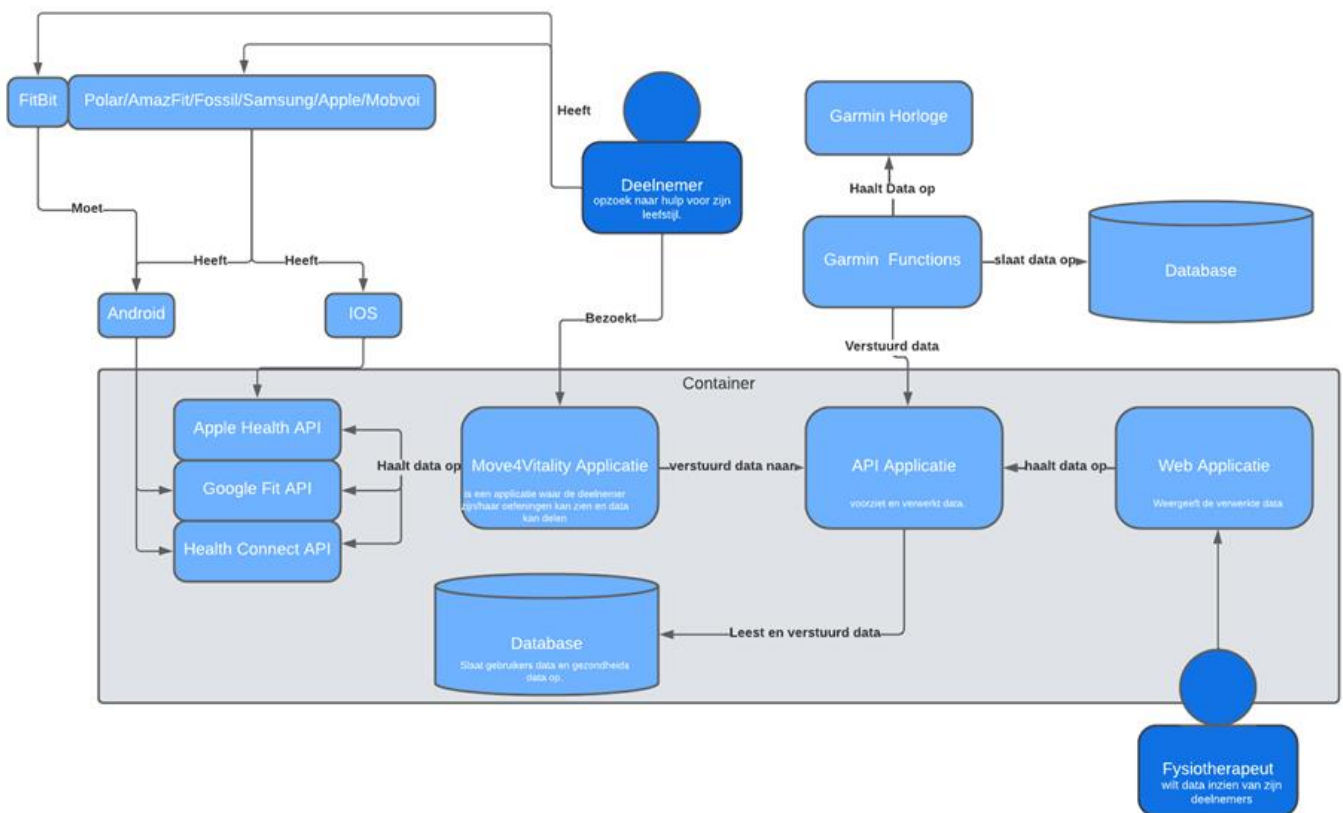 FitBit
Polar/AmazFit/Fossil/Samsung/Apple/Mobvoi
Heeft
Deelnemer
opzoek naar hulp voor zijn
leefstijl.
Garmin Horloge
Haalt Data op
Garmin Functions
slaat data op
Database
Moet
Heeft
Heeft
Android
IOS
Bezoekt
Verstuurd data
Container
Apple Health API
Google Fit API
Health Connect API
Haalt data op
Move4Vitality Applicatie
is een applicatie waar de deelnemer
zijn/haar oefeningen kan zien en data
kan delen
verstuurd data naar
API Applicatie
voorziet en verwerkt data.
haalt data op
Web Applicatie
Weergeeft de verwerkte data
Database
Slaat gebruikers data en gezondheids
data op.
Leest en verstuurd data
Fysiotherapeut
wilt data inzien van zijn
deelnemers